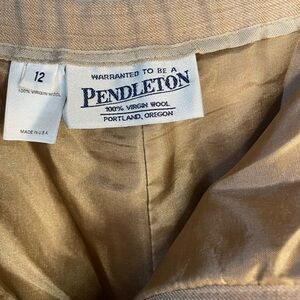 12
100% VIRGIN WOOL
MADE IN U.S.A.
WARRANTED TO BE A
PENDLETON
100% VIRGIN WOOL
PORTLAND, OREGON